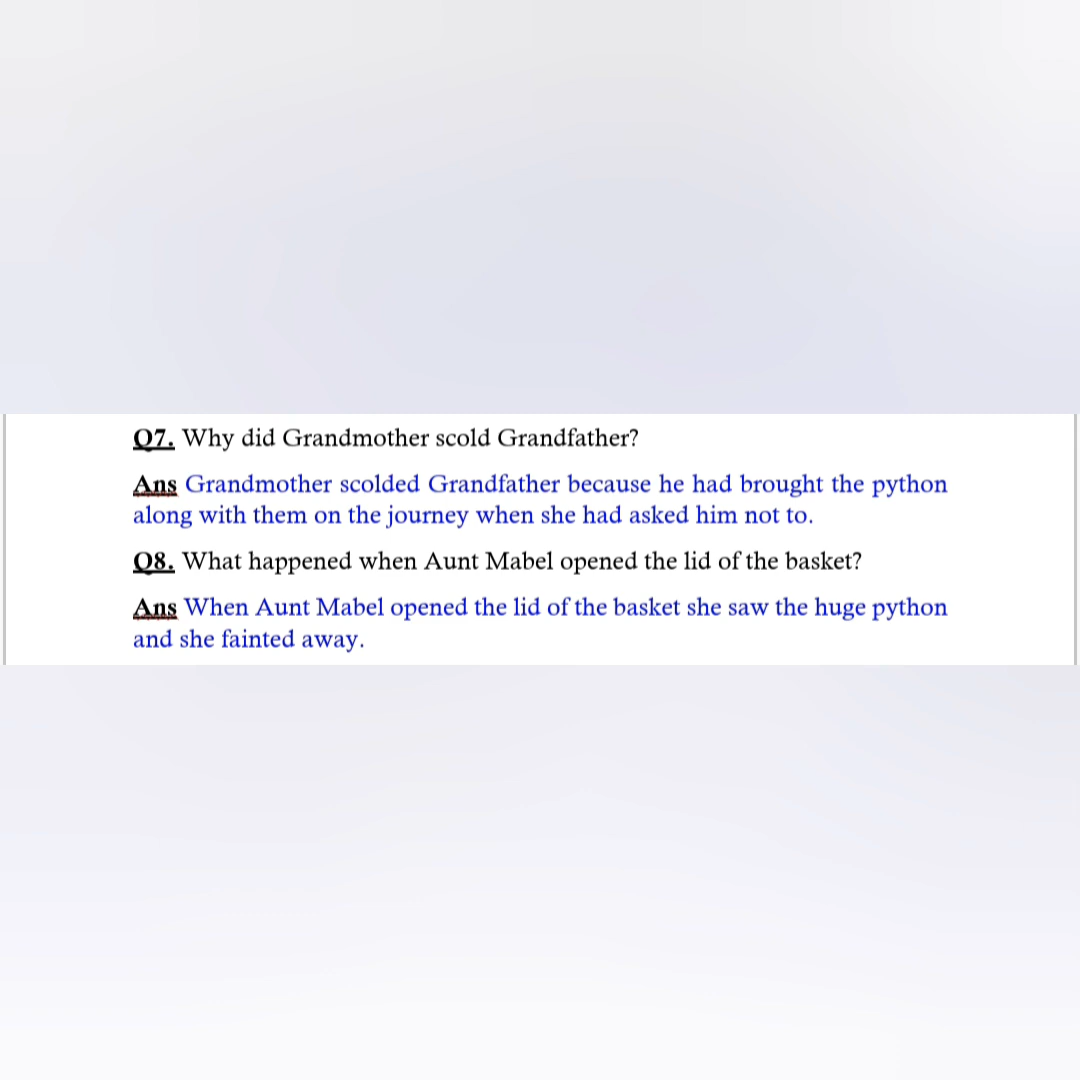 Q7. Why did Grandmother scold Grandfather?
Ans Grandmother scolded Grandfather because he had brought the python
along with them on the journey when she had asked him not to.
Q8. What happened when Aunt Mabel opened the lid of the basket?
Ans When Aunt Mabel opened the lid of the basket she saw the huge python
and she fainted away.